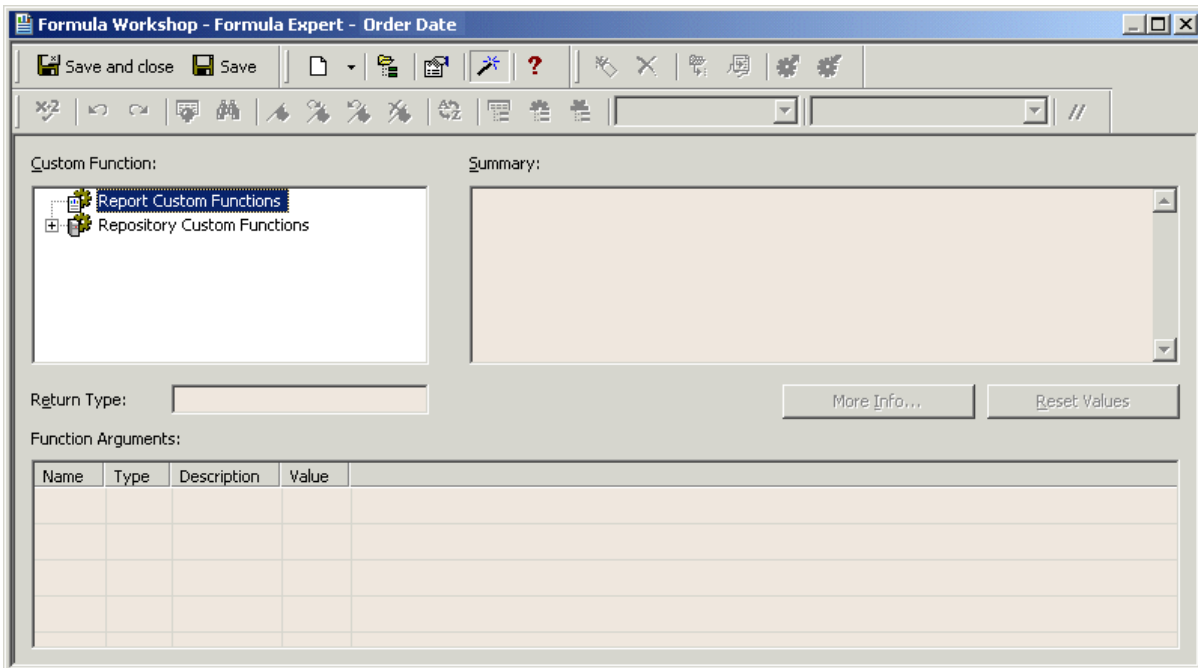 Formula Workshop - Formula Expert - Order Date
Save and close Save ?
x+2 A Z //
Custom Function: Summary:
Report Custom Functions
Repository Custom Functions
Return Type: More Info... Reset Values
Function Arguments:
Name Type Description Value